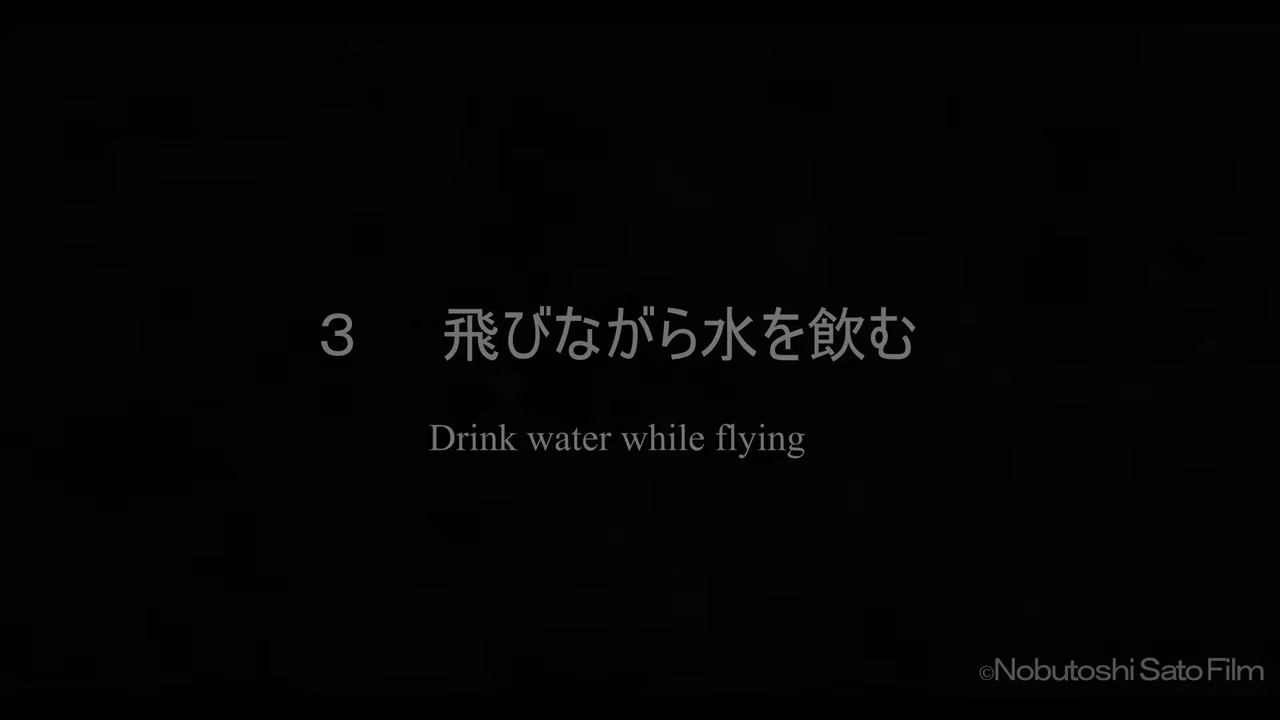 ３　飛びながら水を飲む
Drink water while flying
©Nobutoshi Sato Film